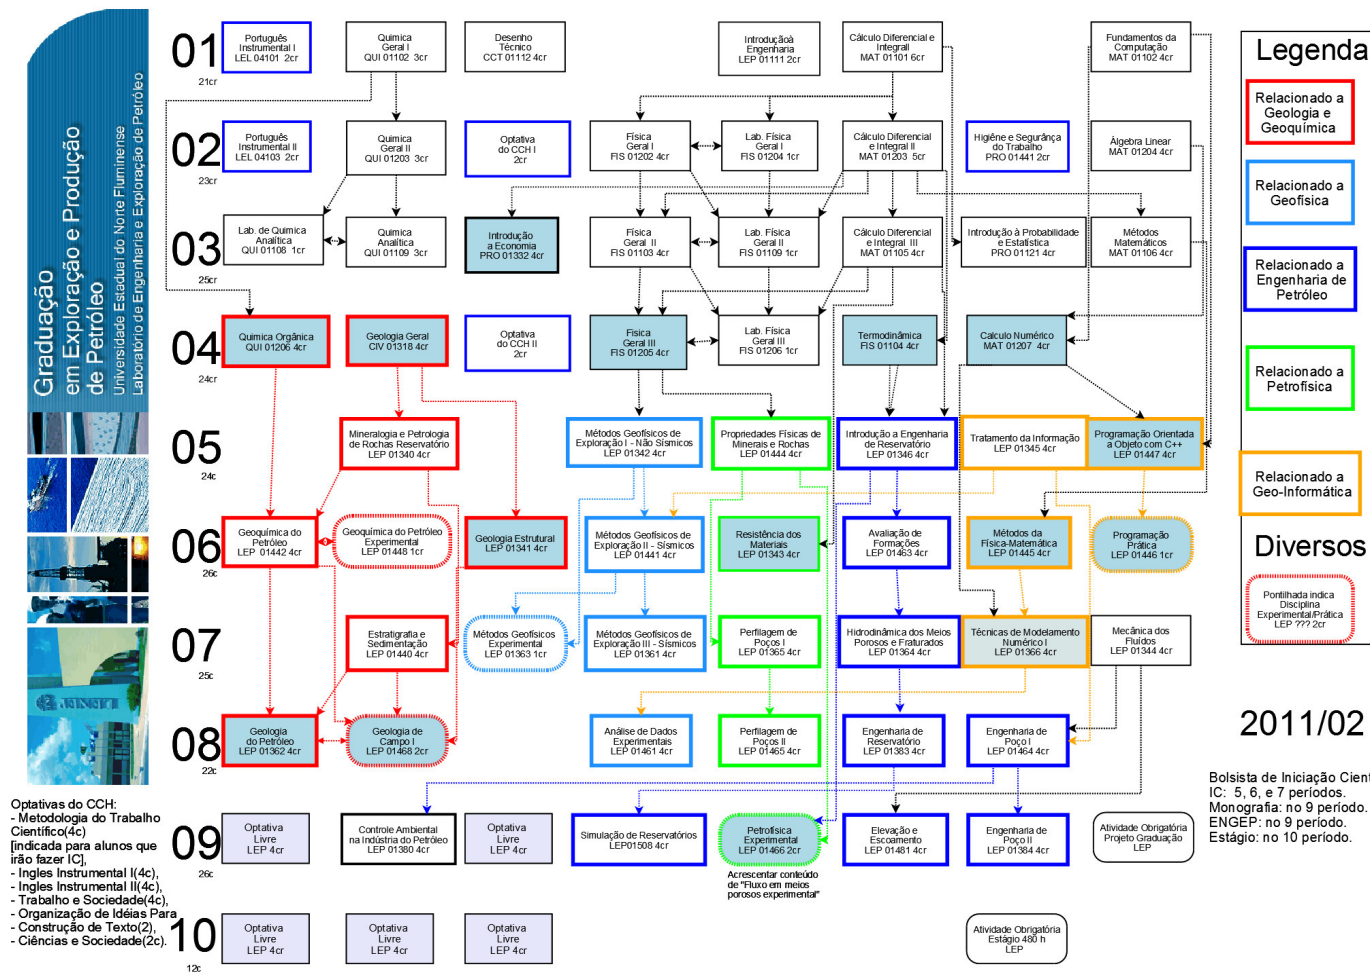 Graduação
em Exploração e Produção
de Petróleo
Universidade Estadual do Norte Fluminense
Laboratório de Engenharia e Exploração de Petróleo
01
21cr
Português
Instrumental I
LEL 04101 2cr
Quimica
Geral I
QUI 01102 3cr
Desenho
Técnico
CCT 01112 4cr
Introduçãoà
Engenharia
LEP 01111 2cr
Cálculo Diferencial e
Integrall
MAT 01101 6cr
Fundamentos da
Computação
MAT 01102 4cr
02
23cr
Português
Instrumental II
LEL 04103 2cr
Quimica
Geral II
QUI 01203 3cr
Optativa
do CCH I
2cr
Física
Geral I
FIS 01202 4cr
Lab. Física
Geral I
FIS 01204 1cr
Cálculo Diferencial
e Integral II
MAT 01203 5cr
Higiêne e Segurânça
do Trabalho
PRO 01441 2cr
Álgebra Linear
MAT 01204 4cr
03
25cr
Lab. de Quimica
Analítica
QUI 01108 1cr
Quimica
Analítica
QUI 01109 3cr
Introdução
a Economia
PRO 01332 4cr
Física
Geral II
FIS 01103 4cr
Lab. Física
Geral II
FIS 01109 1cr
Cálculo Diferencial
e Integral III
MAT 01105 4cr
Introdução à Probabilidade
e Estatística
PRO 01121 4cr
Métodos
Matemáticos
MAT 01106 4cr
04
24cr
Quimica Orgânica
QUI 01206 4cr
Geologia Geral
CIV 01318 4cr
Optativa
do CCH II
2cr
Fisica
Geral III
FIS 01205 4cr
Lab. Física
Geral III
FIS 01206 1cr
Termodinâmica
FIS 01104 4cr
Calculo Numérico
MAT 01207 4cr
05
24c
Mineralogia e Petrologia
de Rochas Reservatório
LEP 01340 4cr
Métodos Geofísicos de
Exploração I - Não Sísmicos
LEP 01342 4cr
Propriedades Físicas de
Minerais e Rochas
LEP 01444 4cr
Introdução a Engenharia
de Reservatório
LEP 01346 4cr
Tratamento da Informação
LEP 01345 4cr
Programação Orientada
a Objeto com C++
LEP 01447 4cr
06
26c
Geoquímica do
Petróleo
LEP 01442 4cr
Geoquímica do Petróleo
Experimental
LEP 01448 1cr
Geologia Estrutural
LEP 01341 4cr
Métodos Geofísicos de
Exploração II - Sísmicos
LEP 01441 4cr
Resistência dos
Materiais
LEP 01343 4cr
Avaliação de
Formações
LEP 01463 4cr
Métodos da
Física-Matemática
LEP 01445 4cr
Programação
Prática
LEP 01446 1cr
07
25c
Estratigrafia e
Sedimentação
LEP 01440 4cr
Métodos Geofísicos
Experimental
LEP 01363 1cr
Métodos Geofísicos de
Exploração III - Sísmicos
LEP 01361 4cr
Perfilagem de
Poços I
LEP 01365 4cr
Hidrodinâmica dos Meios
Porosos e Fraturados
LEP 01364 4cr
Técnicas de Modelamento
Numérico I
LEP 01366 4cr
Mecânica dos
Fluídos
LEP 01344 4cr
08
22c
Geologia
do Petróleo
LEP 01362 4cr
Geologia de
Campo I
LEP 01468 2cr
Análise de Dados
Experimentais
LEP 01461 4cr
Perfilagem de
Poços II
LEP 01465 4cr
Engenharia de
Reservatório
LEP 01383 4cr
Engenharia de
Poço I
LEP 01464 4cr
09
26c
Optativa
Livre
LEP 4cr
Controle Ambiental
na Indústria do Petróleo
LEP 01380 4cr
Optativa
Livre
LEP 4cr
Simulação de Reservatórios
LEP01508 4cr
Petrofísica
Experimental
LEP 01466 2cr
Acrescentar conteúdo
de "Fluxo em meios
porosos experimental"
Elevação e
Escoamento
LEP 01481 4cr
Engenharia de
Poço II
LEP 01384 4cr
Atividade Obrigatória
Projeto Graduação
LEP
10
12c
Optativa
Livre
LEP 4cr
Optativa
Livre
LEP 4cr
Optativa
Livre
LEP 4cr
Atividade Obrigatória
Estágio 480 h
LEP
Optativas do CCH:
- Metodologia do Trabalho
Científico(4c)
[indicada para alunos que
irão fazer IC],
- Ingles Instrumental I(4c),
- Ingles Instrumental II(4c),
- Trabalho e Sociedade(4c),
- Organização de Idéias Para
- Construção de Texto(2),
- Ciências e Sociedade(2c).
Legenda
Relacionado a
Geologia e
Geoquímica
Relacionado a
Geofísica
Relacionado a
Engenharia de
Petróleo
Relacionado a
Petrofísica
Relacionado a
Geo-Informática
Diversos
Pontilhada indica
Disciplina
Experimental/Prática
LEP ??? 2cr
2011/02
Bolsista de Iniciação Cient
IC: 5, 6, e 7 períodos.
Monografia: no 9 período.
ENGEP: no 9 período.
Estágio: no 10 período.